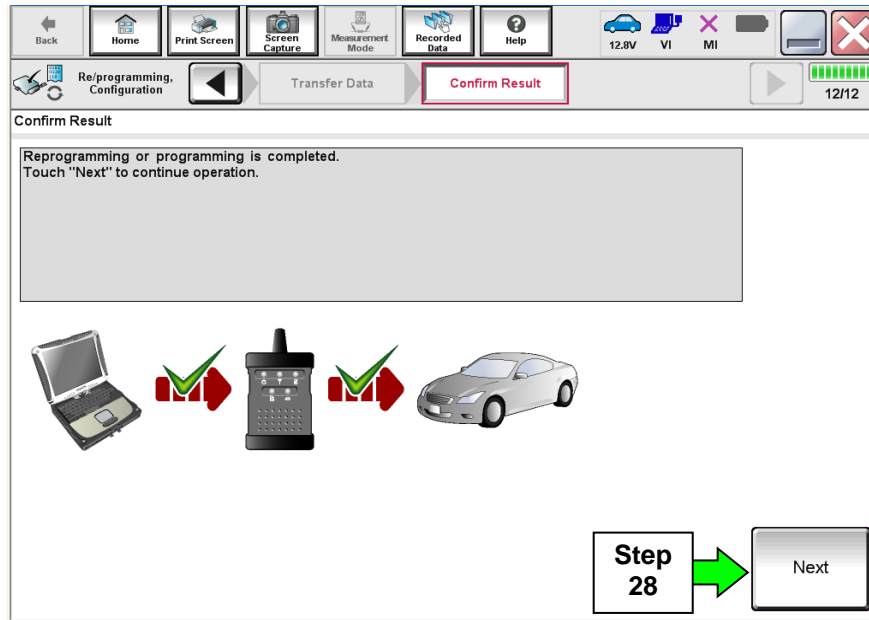 Back
Home
Print Screen
Screen
Capture
Measurement
Mode
Recorded
Data
Help
12.8V
VI
MI
Re/programming,
Configuration
Transfer Data
Confirm Result
12/12
Confirm Result
Reprogramming or programming is completed.
Touch "Next" to continue operation.
Step
28
Next